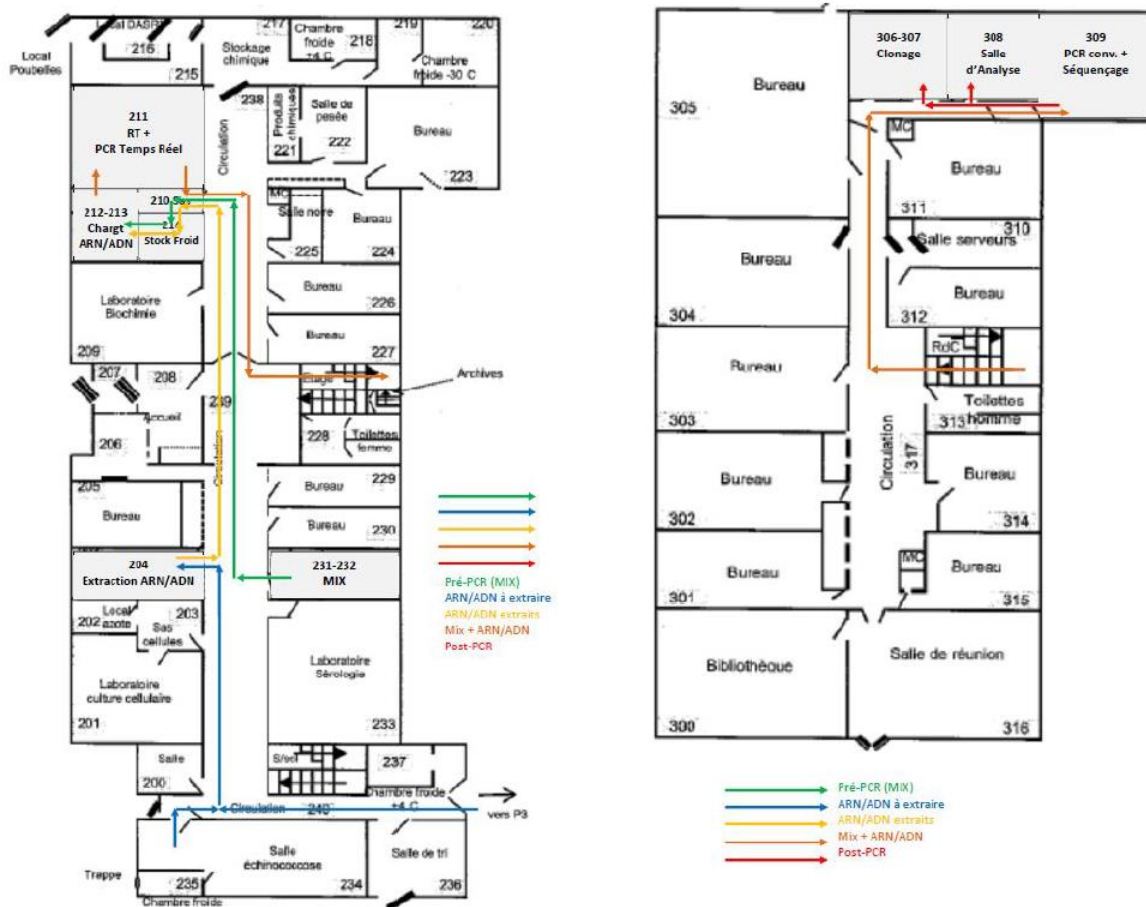 Local DASRI
216
Local
Poubelles
215
217
Stockage
chimique
Chambre
froide
+4 C
218
219
220
Chambre
froide -30 C
238
211
RT +
PCR Temps Réel
Circulation
Produits
chimiques
221
Salle de
pesée
222
Bureau
223
212-213
Chargt
ARN/ADN
Stock Froid
MC
Salle noire
225
Bureau
224
Laboratoire
Biochimie
209
Bureau
226
Bureau
227
207
208
Etage
Archives
Accueil
239
206
228
Toilettes
femme
Circulation
205
Bureau
229
Bureau
Bureau
230
204
Extraction ARN/ADN
231-232
MIX
Pré-PCR (MIX)
ARN/ADN à extraire
ARN/ADN extraits
Mix + ARN/ADN
Post-PCR
202
Local
azote
203
Sas
cellules
Laboratoire
culture cellulaire
201
Laboratoire
Sérologie
233
Salle
200
S/sol
237
Chambre froide
+4 C
Circulation
240
vers P3
Trappe
235
Chambre froide
Salle
échinococcose
234
Salle de tri
236
306-307
Clonage
308
Salle
d'Analyse
309
PCR conv. +
Séquençage
Bureau
305
MC
Bureau
311
310
Salle serveurs
Bureau
304
Bureau
312
RdC
Bureau
303
Toilettes
homme
313
Circulation
317
Bureau
302
Bureau
314
MC
Bureau
301
Bureau
315
Bibliothèque
300
Salle de réunion
316
Pré-PCR (MIX)
ARN/ADN à extraire
ARN/ADN extraits
Mix + ARN/ADN
Post-PCR